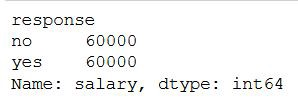 response
no     60000
yes    60000
Name: salary, dtype: int64